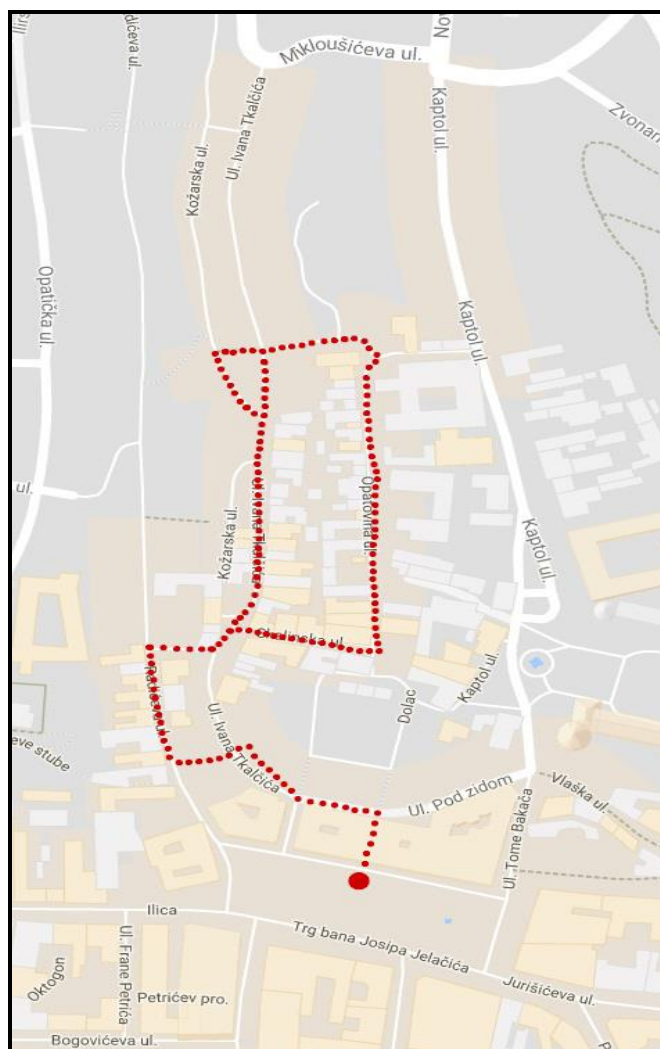 Mikloušićeva ul.
Kaptol ul.
Zvonar
Ul. Ivana Tkalčića
Kožarska ul.
Opatička ul.
Kaptol ul.
ul.
Opatovina ul.
Kožarska ul.
Kaptol ul.
Skalinska ul.
Kaptol ul.
Dolac
Ul. Ivana Tkalčića
eve stube
Ul. Pod zidom
Vlaška ul.
Ul. Tome Bakača
Ilica
Trg bana Josipa Jelačića
Ul. Frane Petrića
Oktogon
Petrićev pro.
Jurišićeva ul.
Bogovićeva ul.